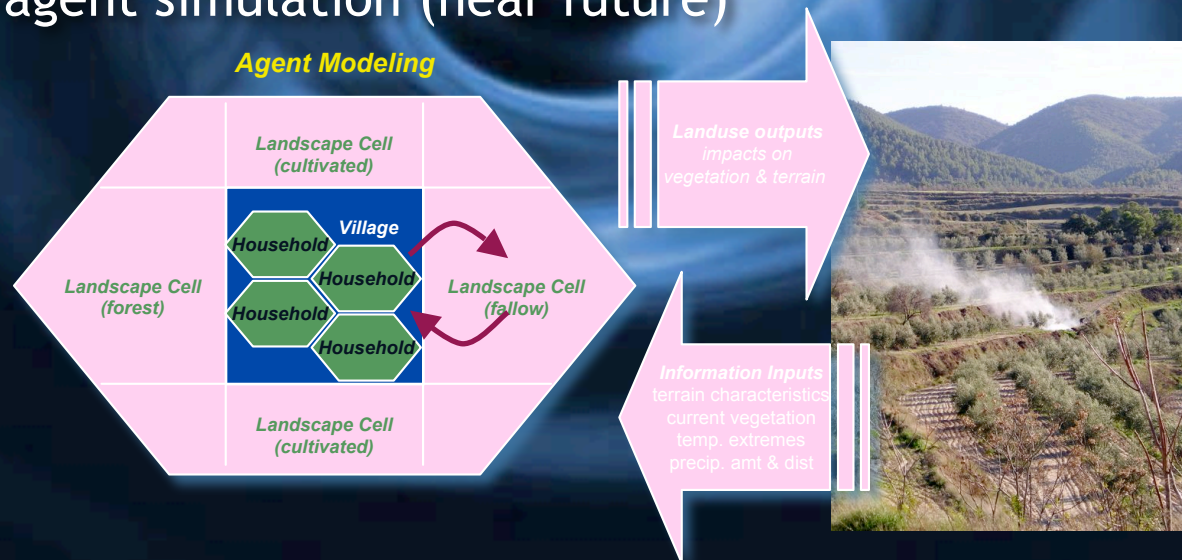 agent simulation (near future)
Agent Modeling
Landscape Cell
(cultivated)
Landscape Cell
(forest)
Village
Household
Household
Household
Household
Landscape Cell
(fallow)
Landscape Cell
(cultivated)
Landuse outputs
impacts on
vegetation & terrain
Information Inputs
terrain characteristics
current vegetation
temp. extremes
precip. amt & dist